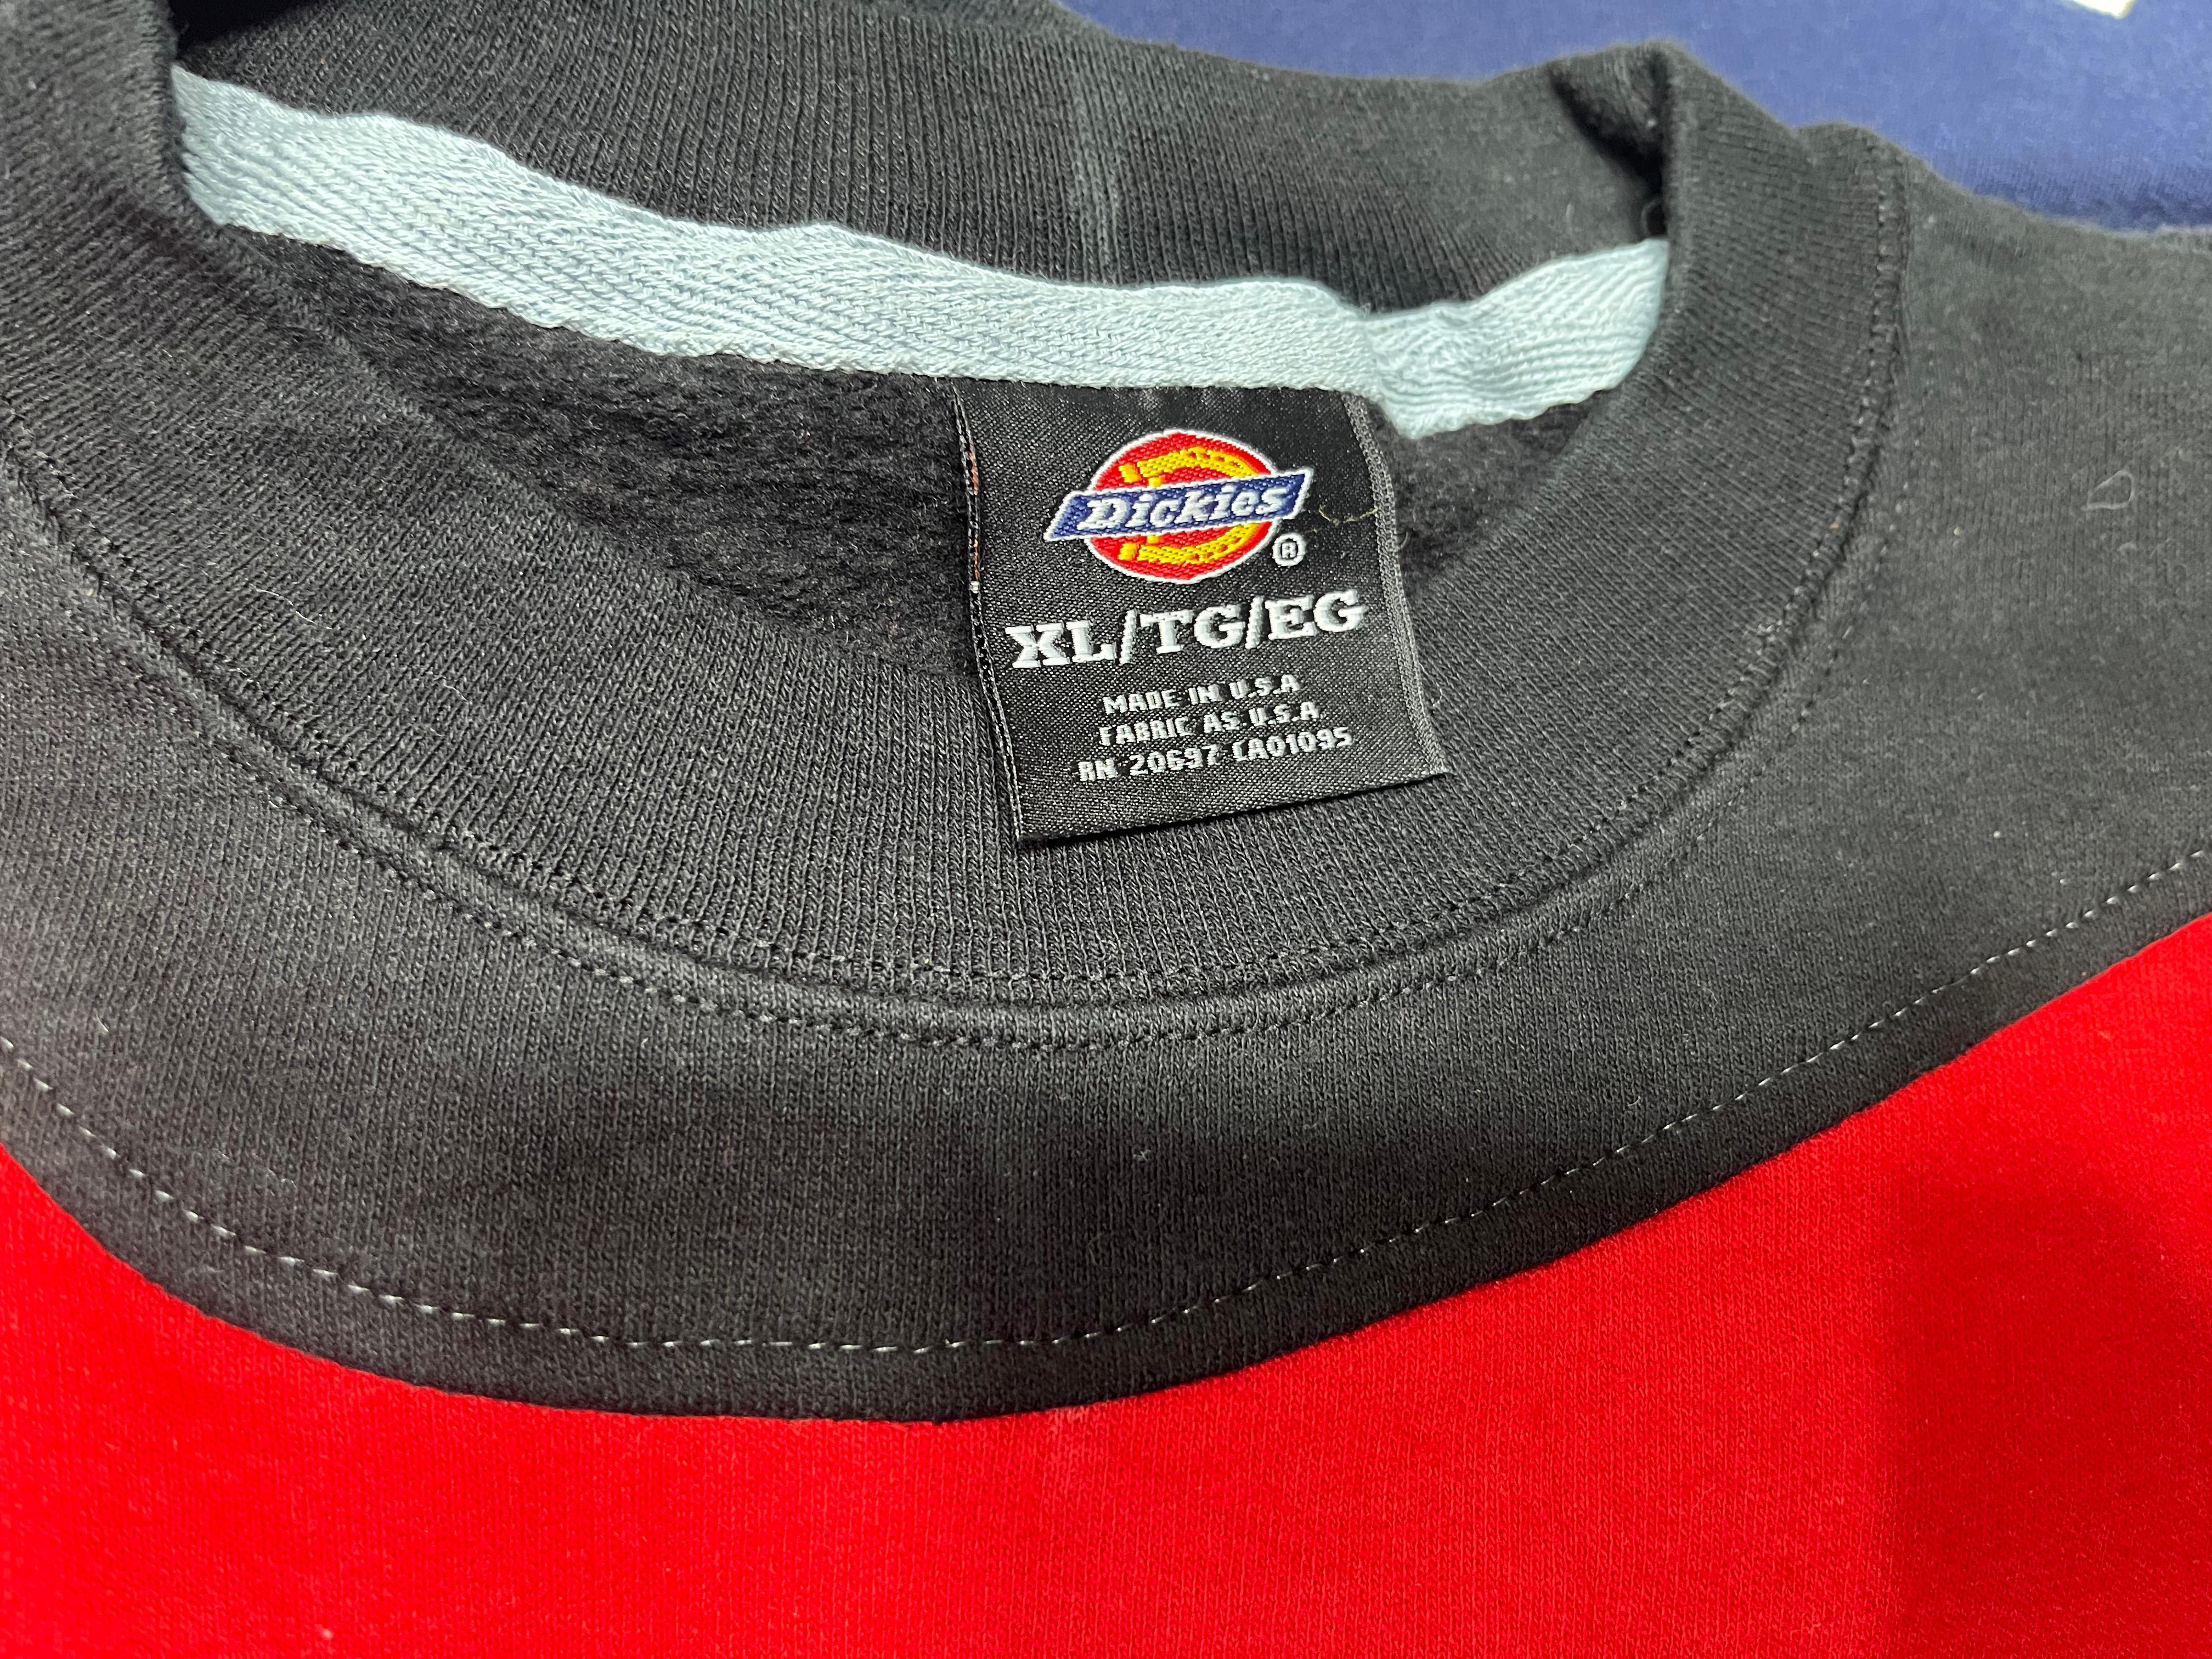 Dickies
®
XL/TG/EG
MADE IN U.S.A
FABRIC AS U.S.A.
RN 20697 CA01095